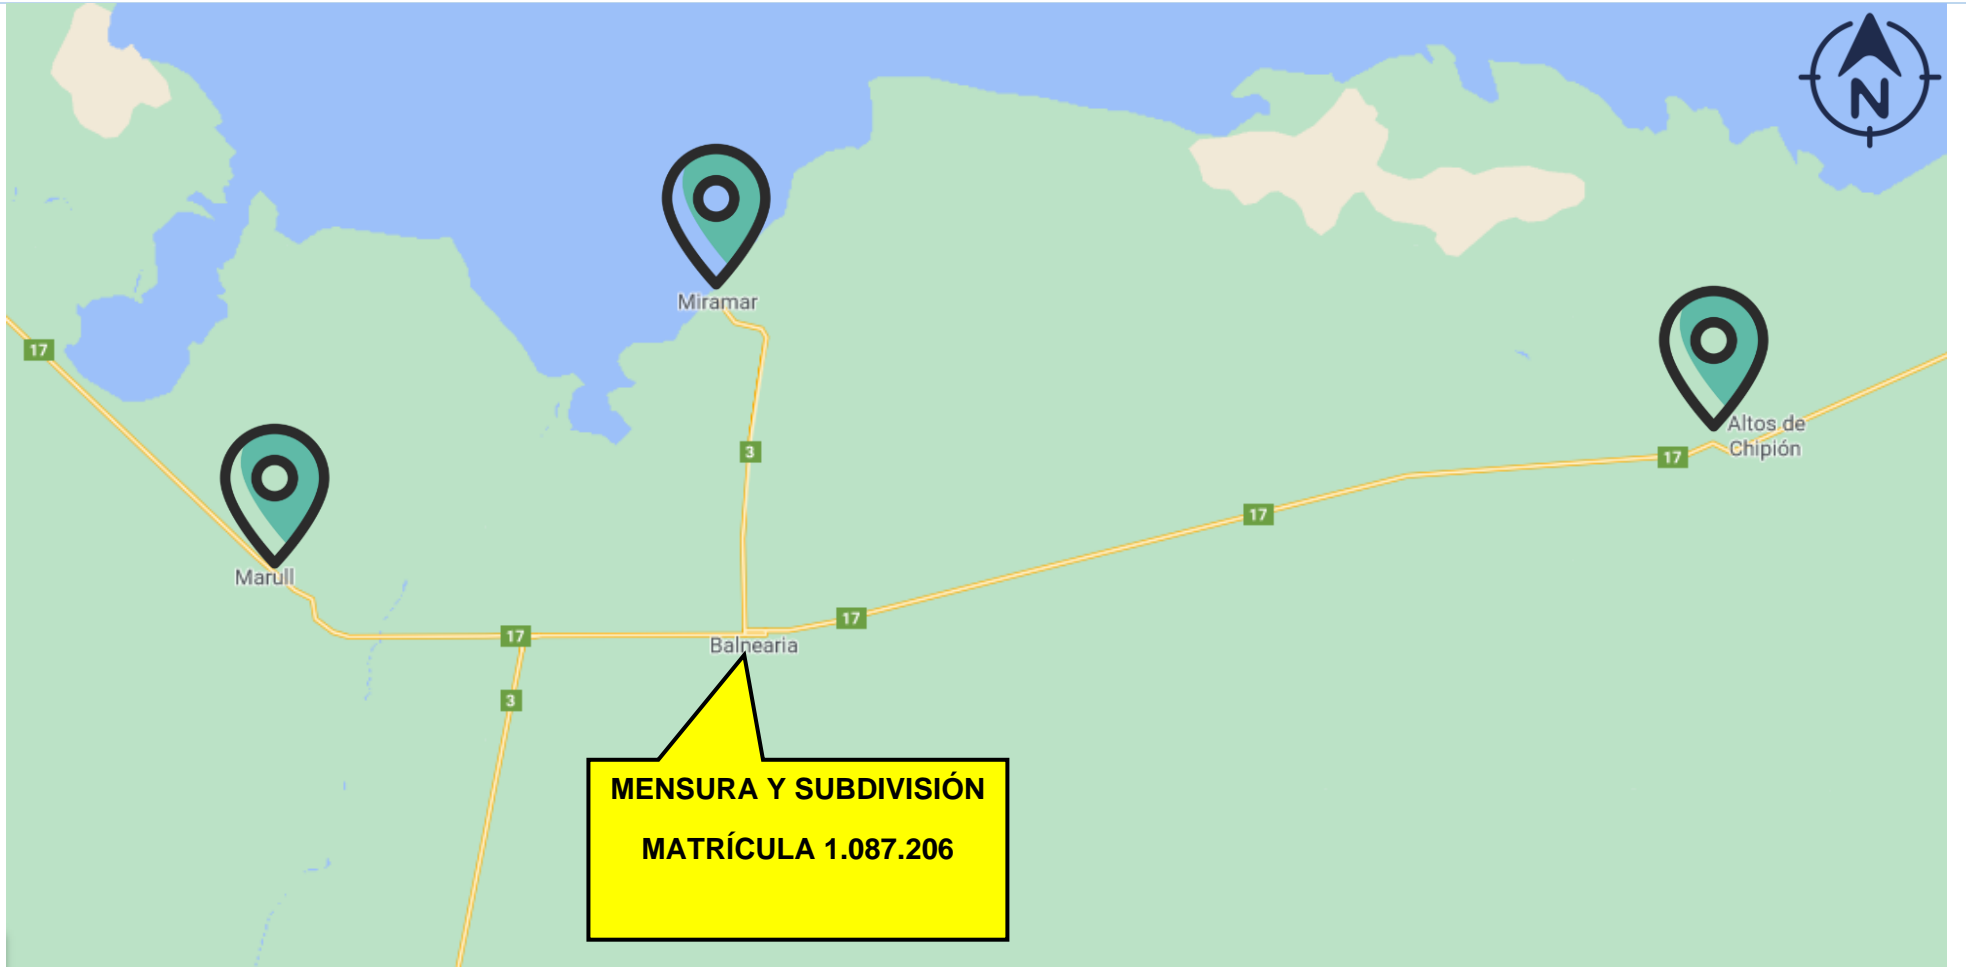 N
Miramar
17
Altos de
Chipión
3
17
17
Marull
17
17
Balnearia
3
MENSURA Y SUBDIVISIÓN
MATRÍCULA 1.087.206